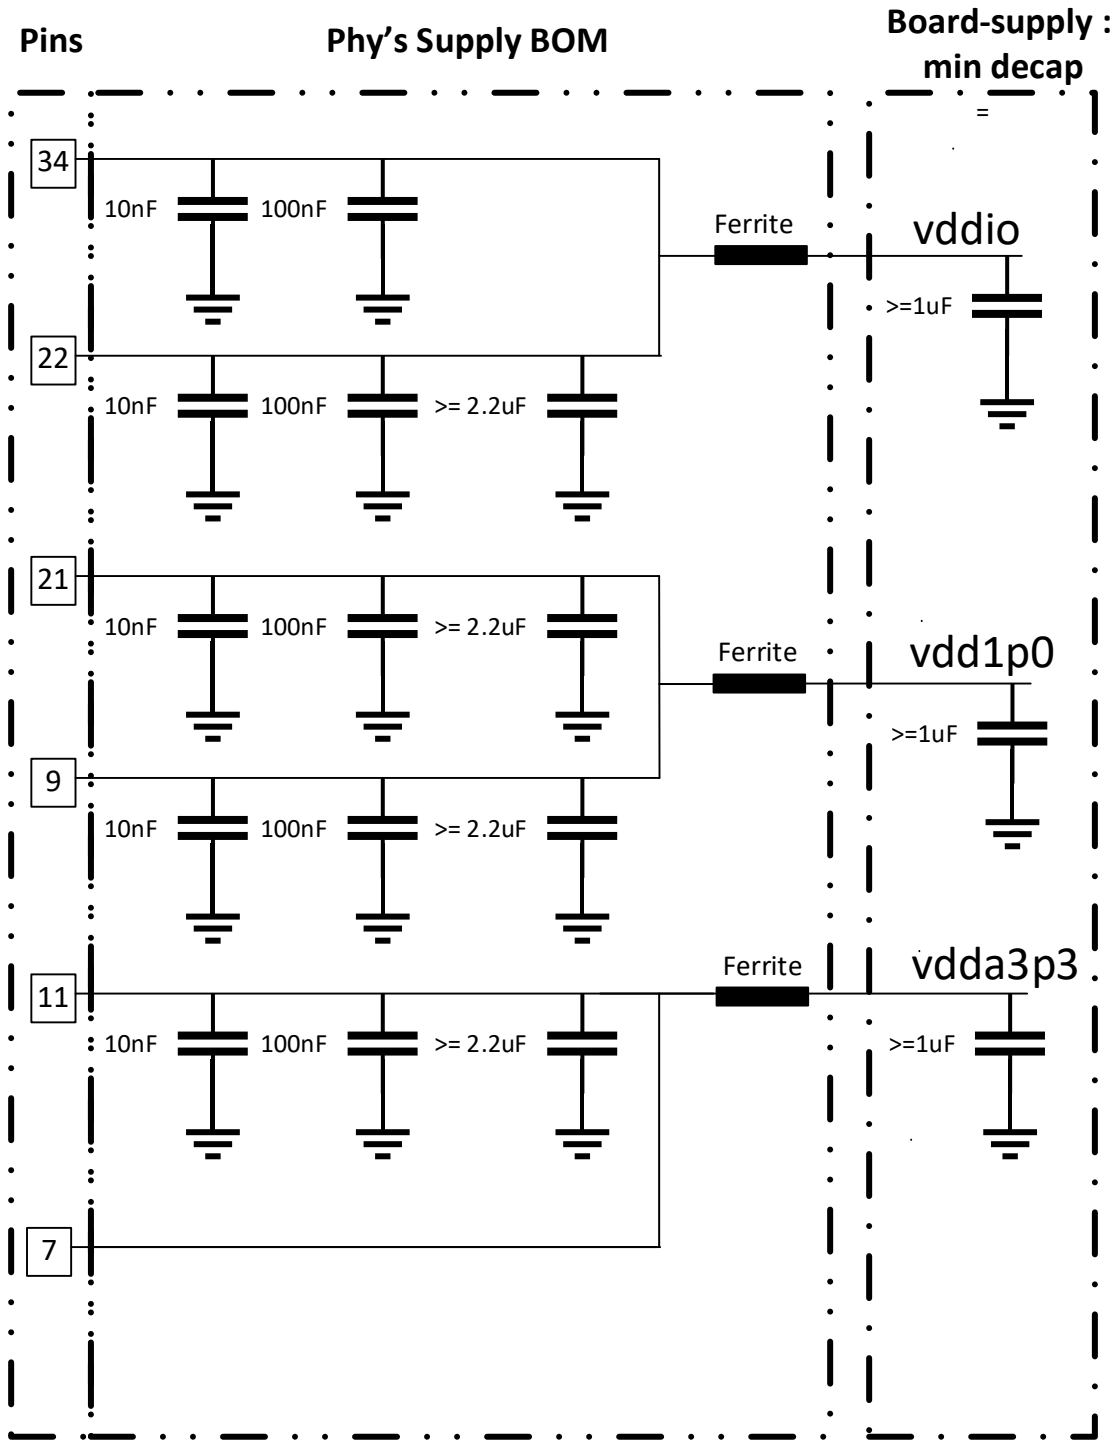 Pins
Phy's Supply BOM
Board-supply :
min decap
=
34
10nF
100nF
Ferrite
vddio
>=1uF
22
10nF
100nF
>= 2.2uF
21
10nF
100nF
>= 2.2uF
Ferrite
vdd1p0
>=1uF
9
10nF
100nF
>= 2.2uF
Ferrite
vdda3p3
11
10nF
100nF
>= 2.2uF
>=1uF
7